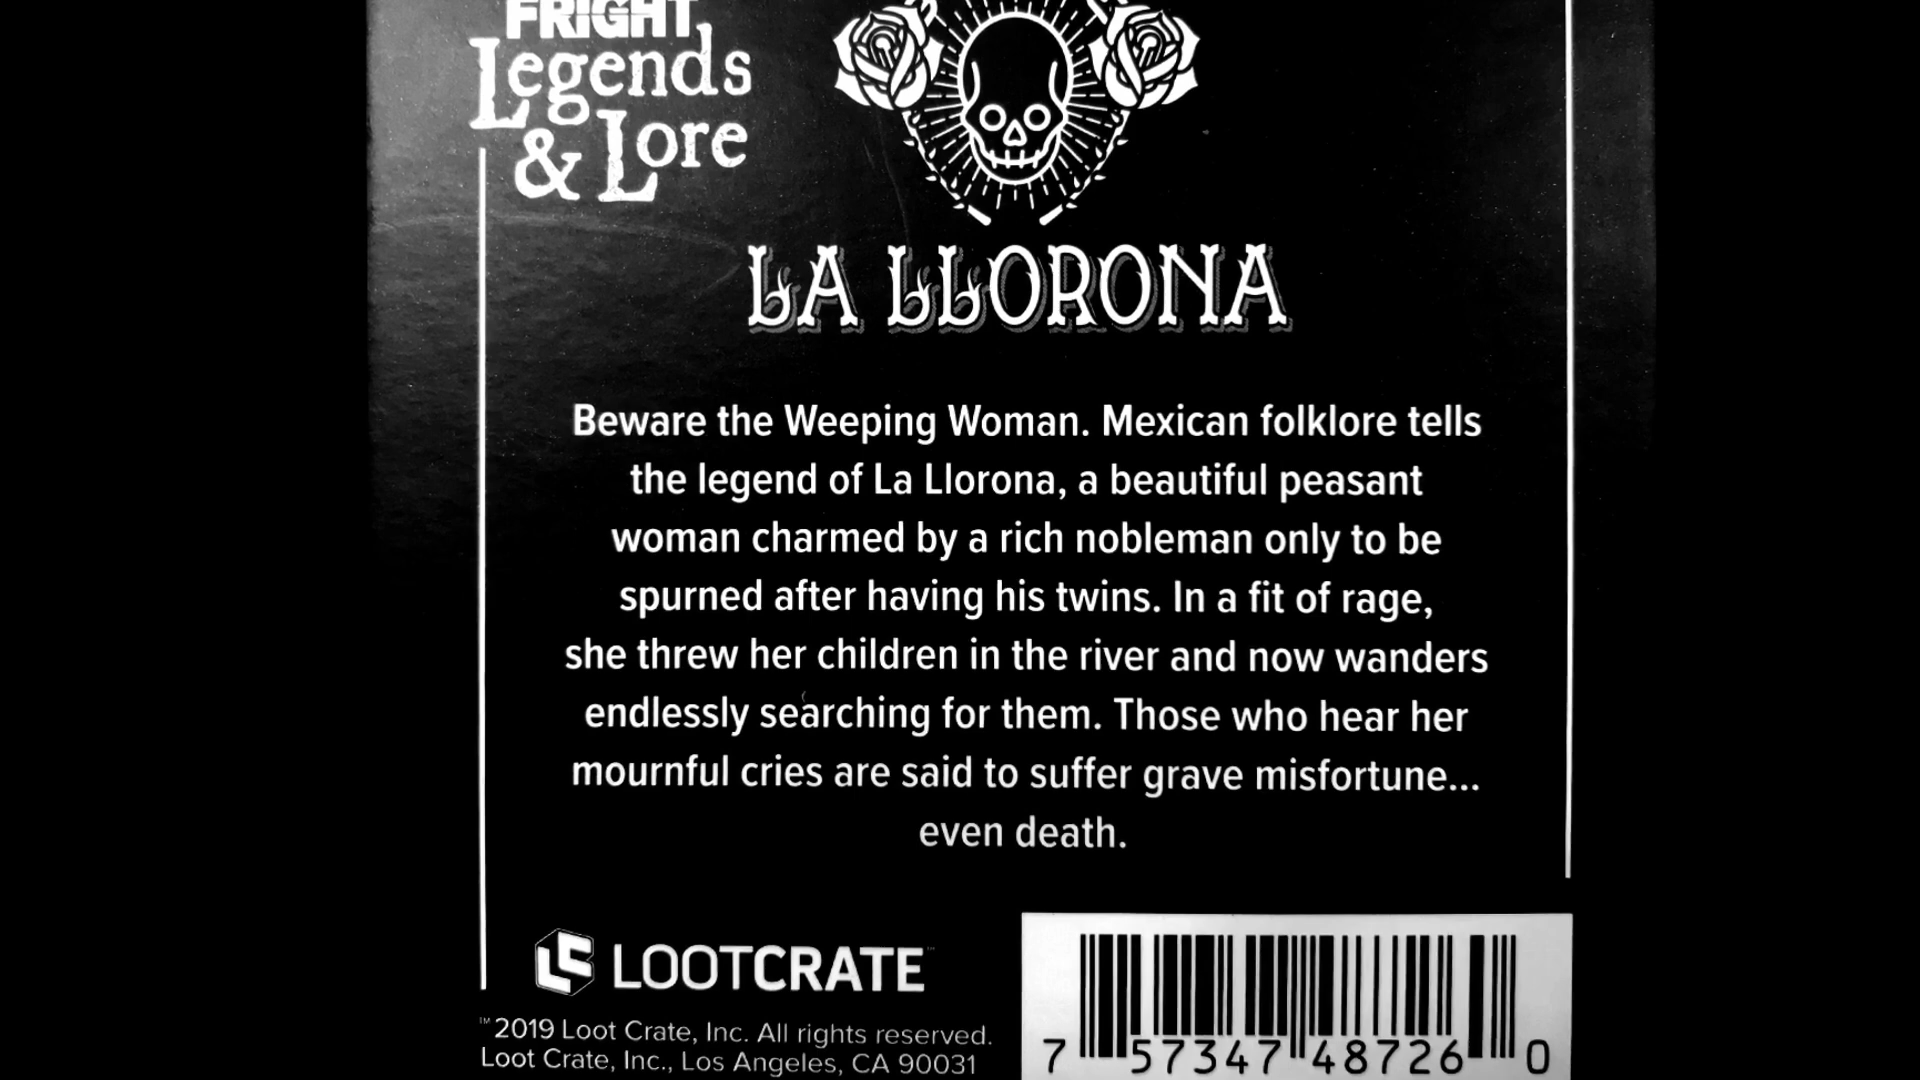 FRIGHT
Legends
& Lore
LA LLORONA
Beware the Weeping Woman. Mexican folklore tells
the legend of La Llorona, a beautiful peasant
woman charmed by a rich nobleman only to be
spurned after having his twins. In a fit of rage,
she threw her children in the river and now wanders
endlessly searching for them. Those who hear her
mournful cries are said to suffer grave misfortune...
even death.
LOOTCRATE™
™ 2019 Loot Crate, Inc. All rights reserved.
Loot Crate, Inc., Los Angeles, CA 90031
7 57347 48726 0